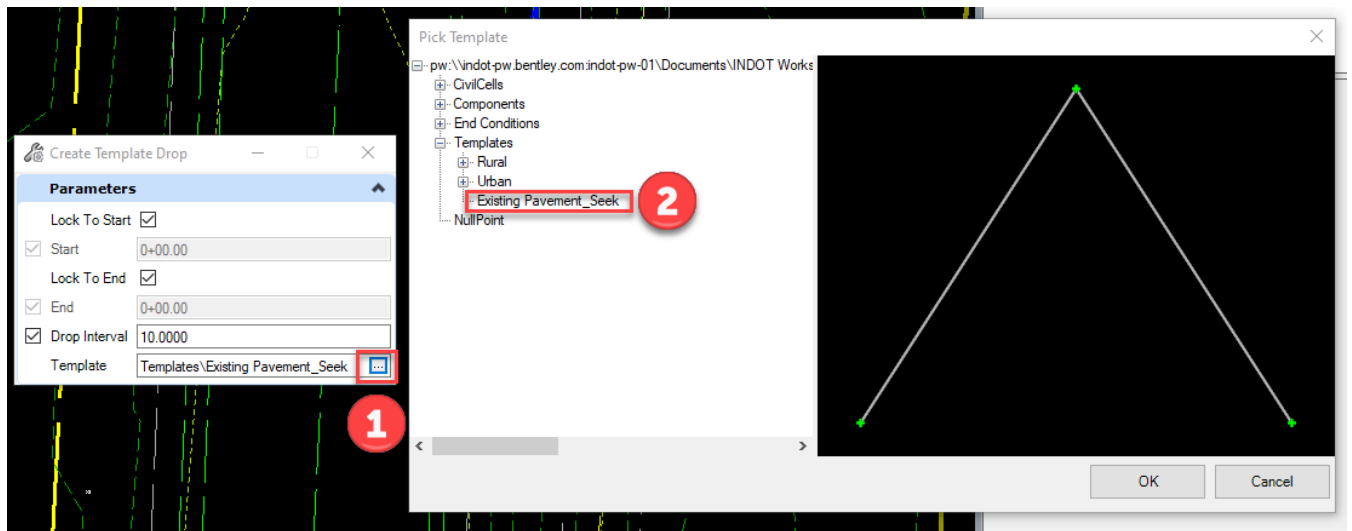 Pick Template
pw:\\indot-pw.bentley.com:indot-pw-01\Documents\INDOT Works
CivilCells
Components
End Conditions
Templates
Rural
Urban
Existing Pavement_Seek
NullPoint
2
Create Template Drop
Parameters
Lock To Start
Start 0+00.00
Lock To End
End 0+00.00
Drop Interval 10.0000
Template Templates\Existing Pavement_Seek ...
1
OK Cancel